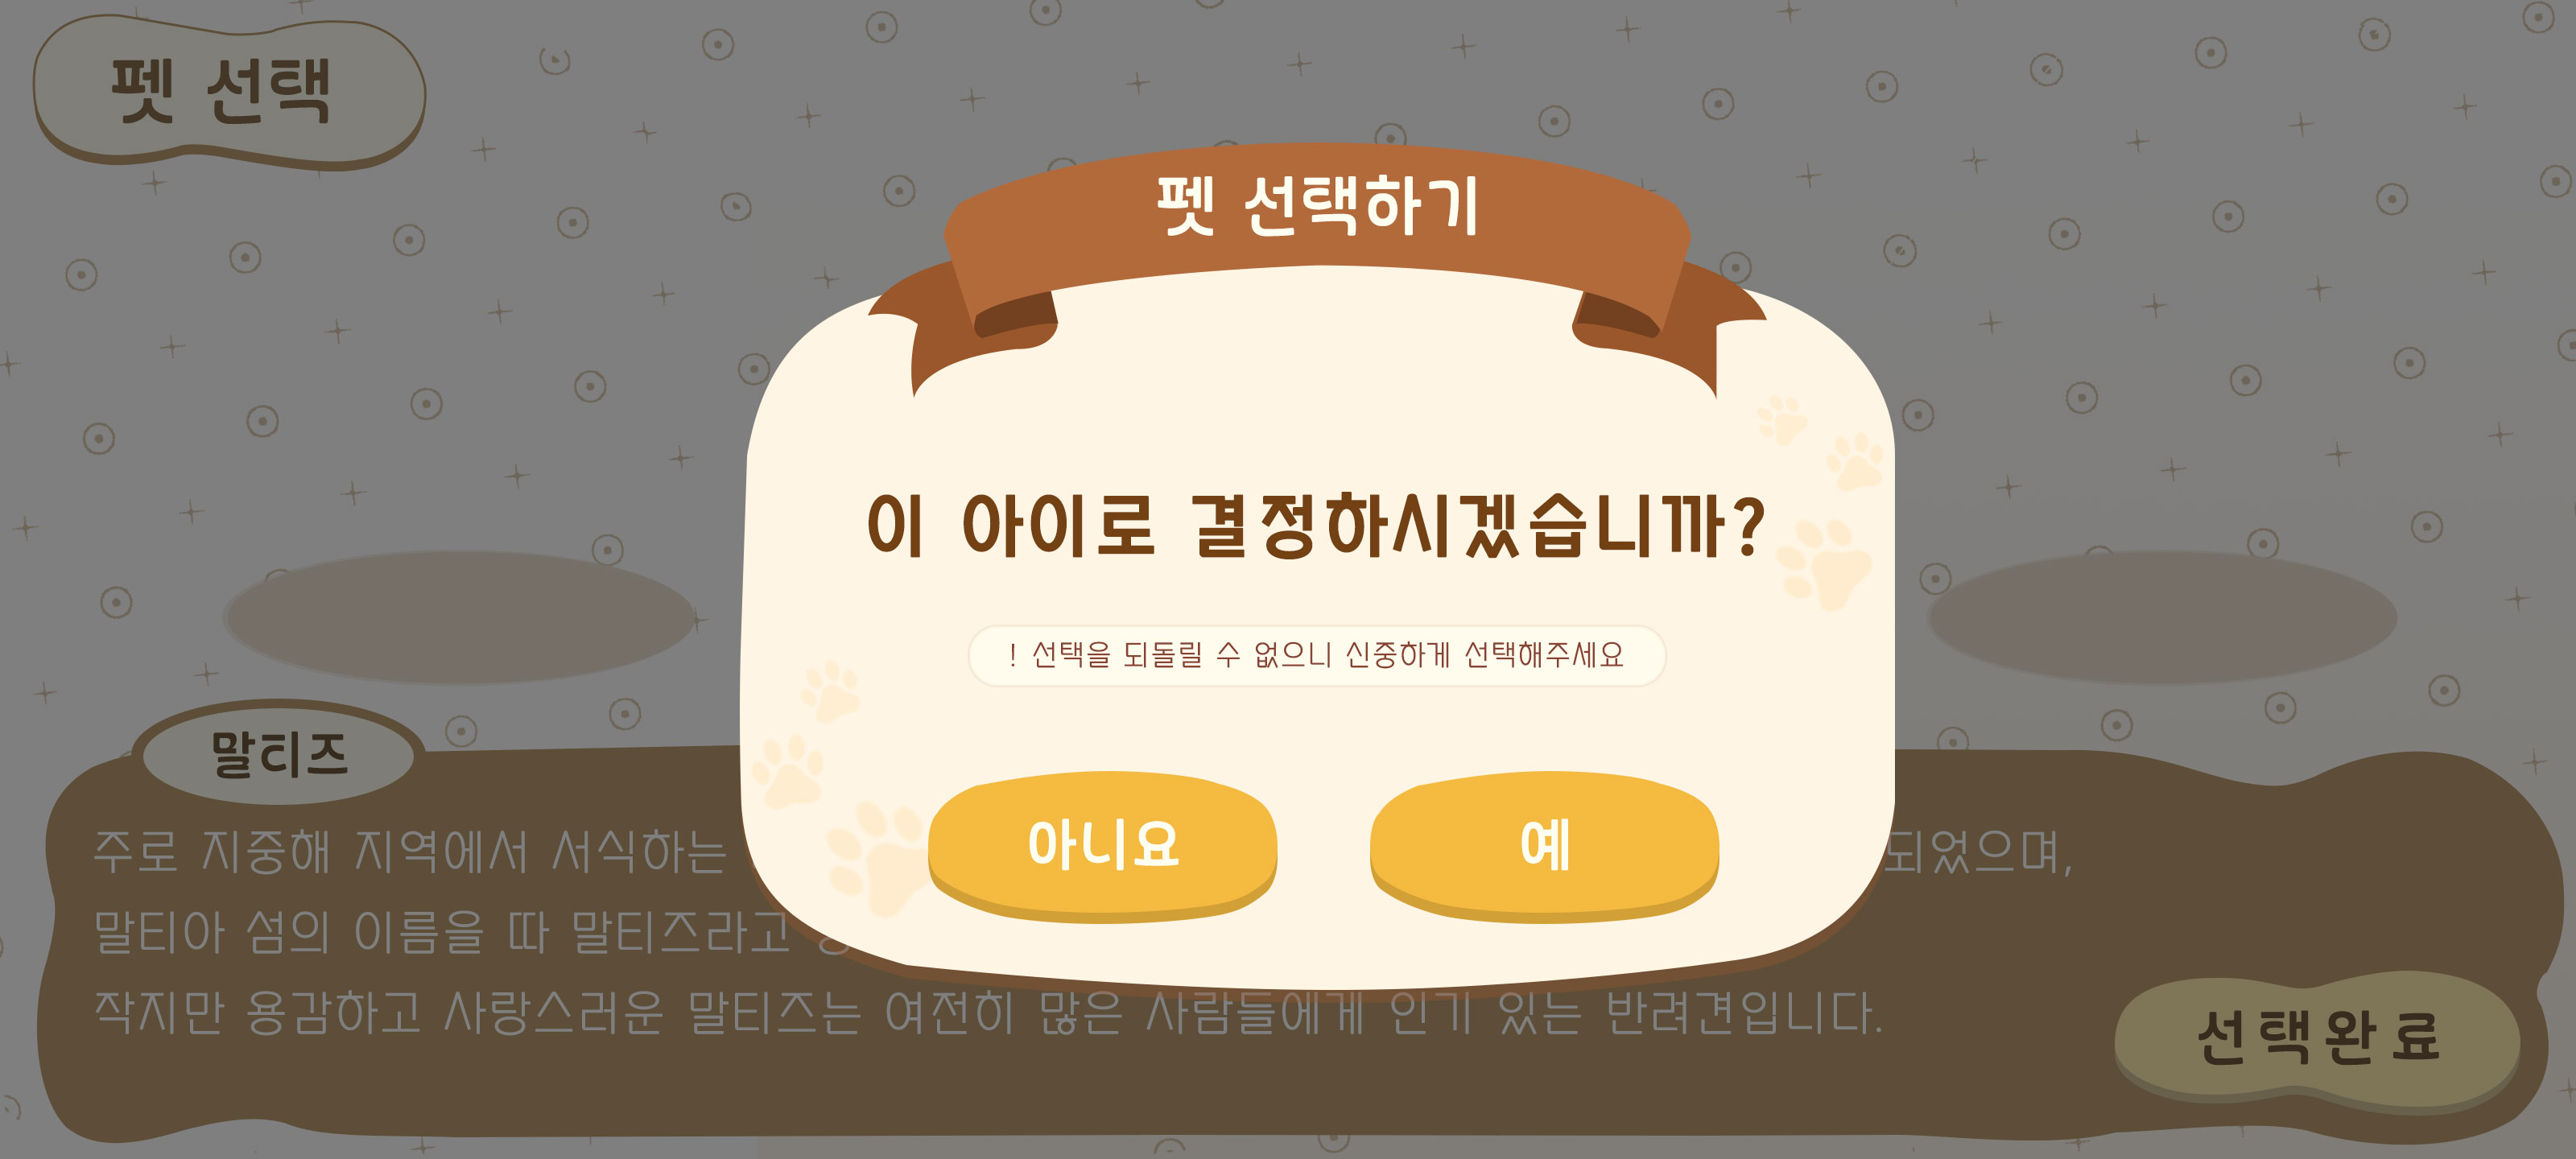 펫 선택
펫 선택하기
이 아이로 결정하시겠습니까?
! 선택을 되돌릴 수 없으니 신중하게 선택해주세요
아니요
예
말티즈
주로 지중해 지역에서 서식하는 되었으며,
말티아 섬의 이름을 따 말티즈라고
작지만 용감하고 사랑스러운 말티즈는 여전히 많은 사람들에게 인기 있는 반려견입니다.
선택완료